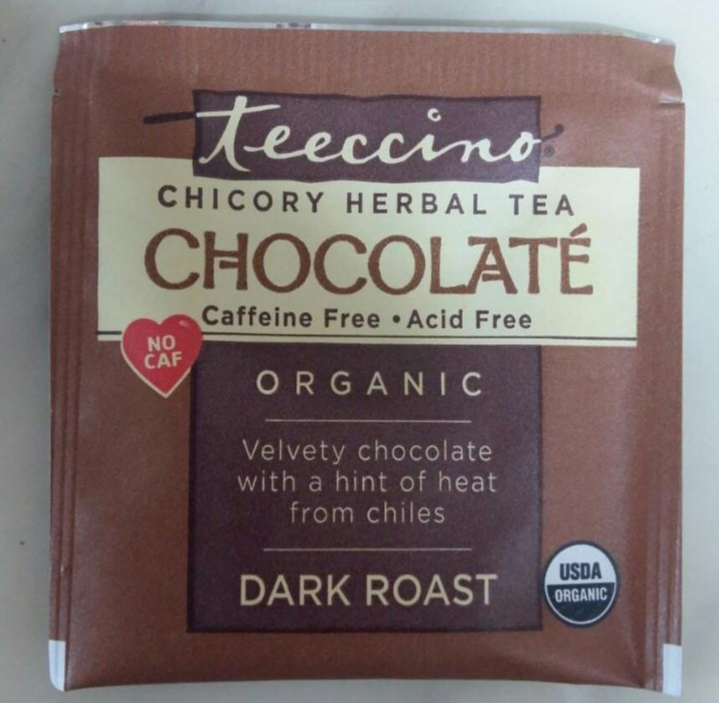 teeccino
CHICORY HERBAL TEA
CHOCOLATÉ
Caffeine Free • Acid Free
NO
CAF
ORGANIC
Velvety chocolate
with a hint of heat
from chiles
DARK ROAST
USDA
ORGANIC